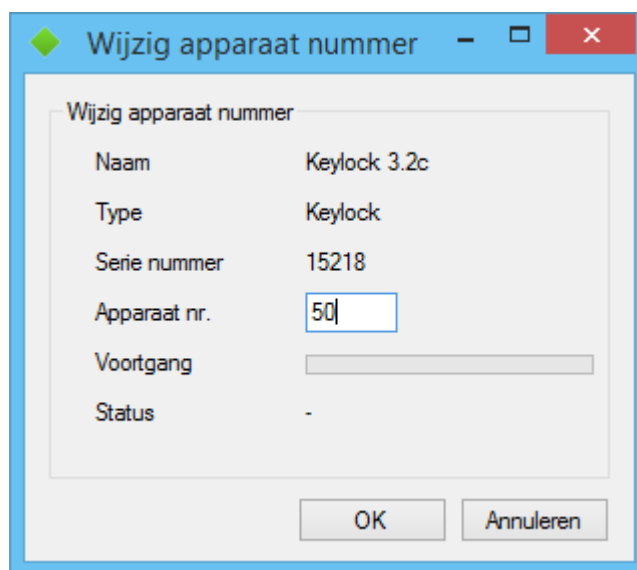 Wijzig apparaat nummer
Wijzig apparaat nummer
Naam Keylock 3.2c
Type Keylock
Serie nummer 15218
Apparaat nr. 50
Voortgang
Status -
OK Annuleren